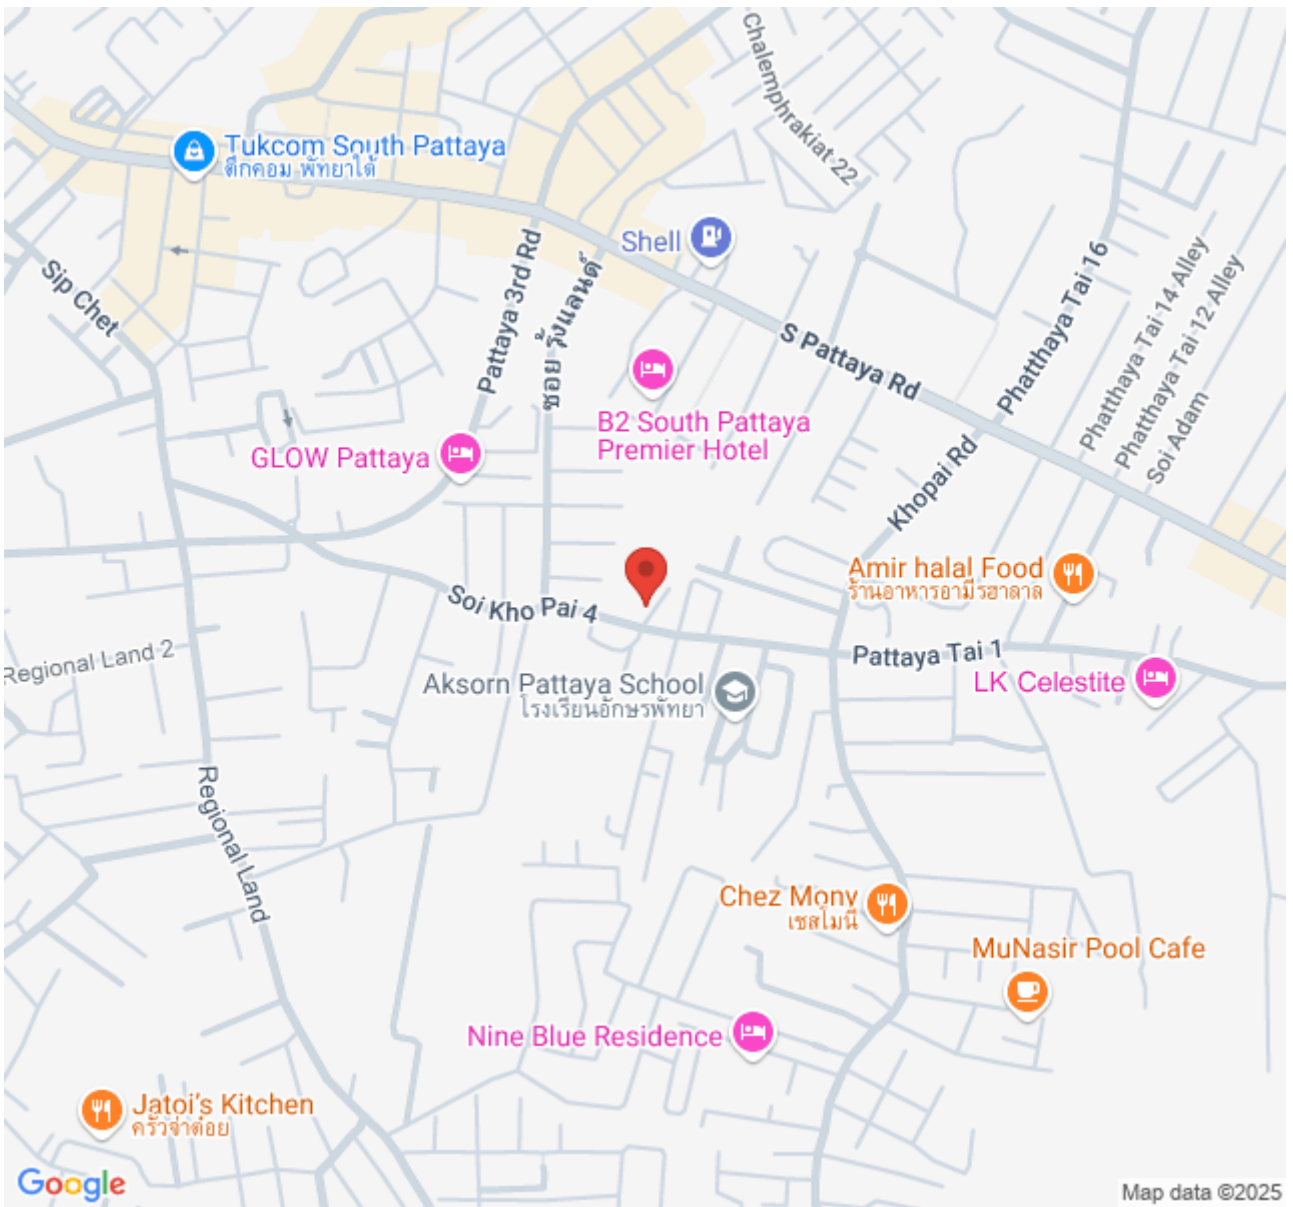 Chalemphrakiat 22
Tukcom South Pattaya
ตึกคอม พัทยาใต้
Shell
Sip Chet
Pattaya 3rd Rd
ซอย วิ้งแลนด์
S Pattaya Rd
Phatthaya Tai 16
Phatthaya Tai 14 Alley
Phatthaya Tai 12 Alley
Soi Adam
B2 South Pattaya
Premier Hotel
GLOW Pattaya
Khopai Rd
Amir halal Food
ร้านอาหารอามีรฮาลาล
Soi Kho Pai 4
Regional Land 2
Pattaya Tai 1
Aksorn Pattaya School
โรงเรียนอักษรพัทยา
LK Celestite
Regional Land
Chez Mony
เชสโมนี
MuNasir Pool Cafe
Nine Blue Residence
Jatoi's Kitchen
ครัวจ่าต๋อย
Google
Map data ©2025